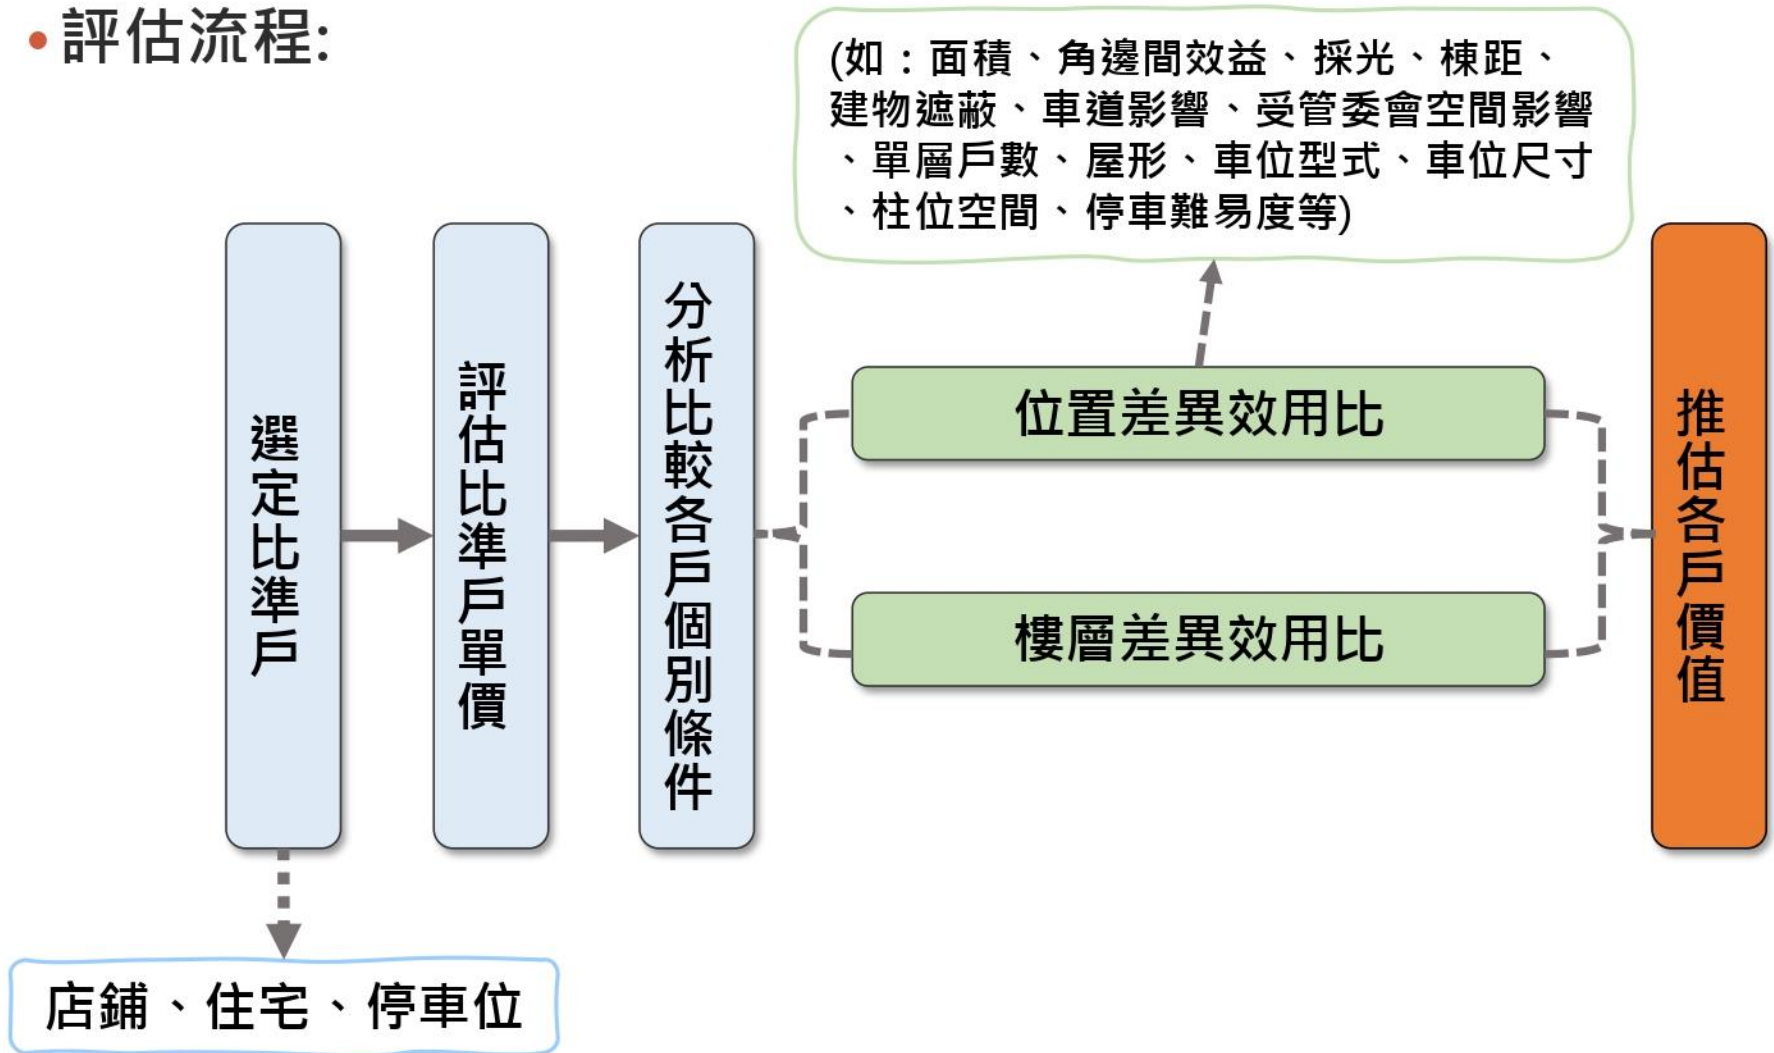 •評估流程:
(如：面積、角邊間效益、採光、棟距、
建物遮蔽、車道影響、受管委會空間影響
、單層戶數、屋形、車位型式、車位尺寸
、柱位空間、停車難易度等)
選定比準戶
評估比準戶單價
分析比較各戶個別條件
位置差異效用比
樓層差異效用比
推估各戶價值
店鋪、住宅、停車位